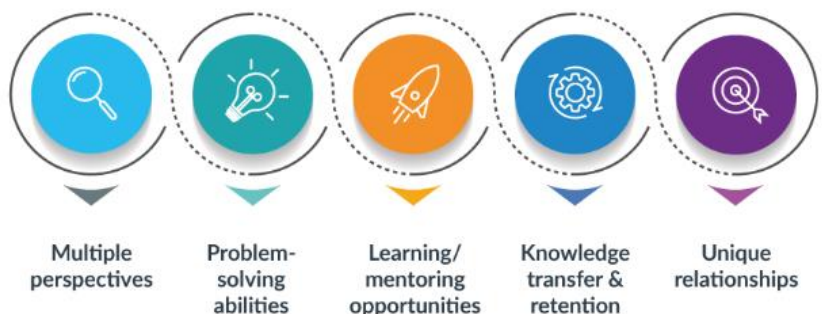 Multiple
perspectives
Problem-
solving
abilities
Learning/
mentoring
opportunities
Knowledge
transfer &
retention
Unique
relationships